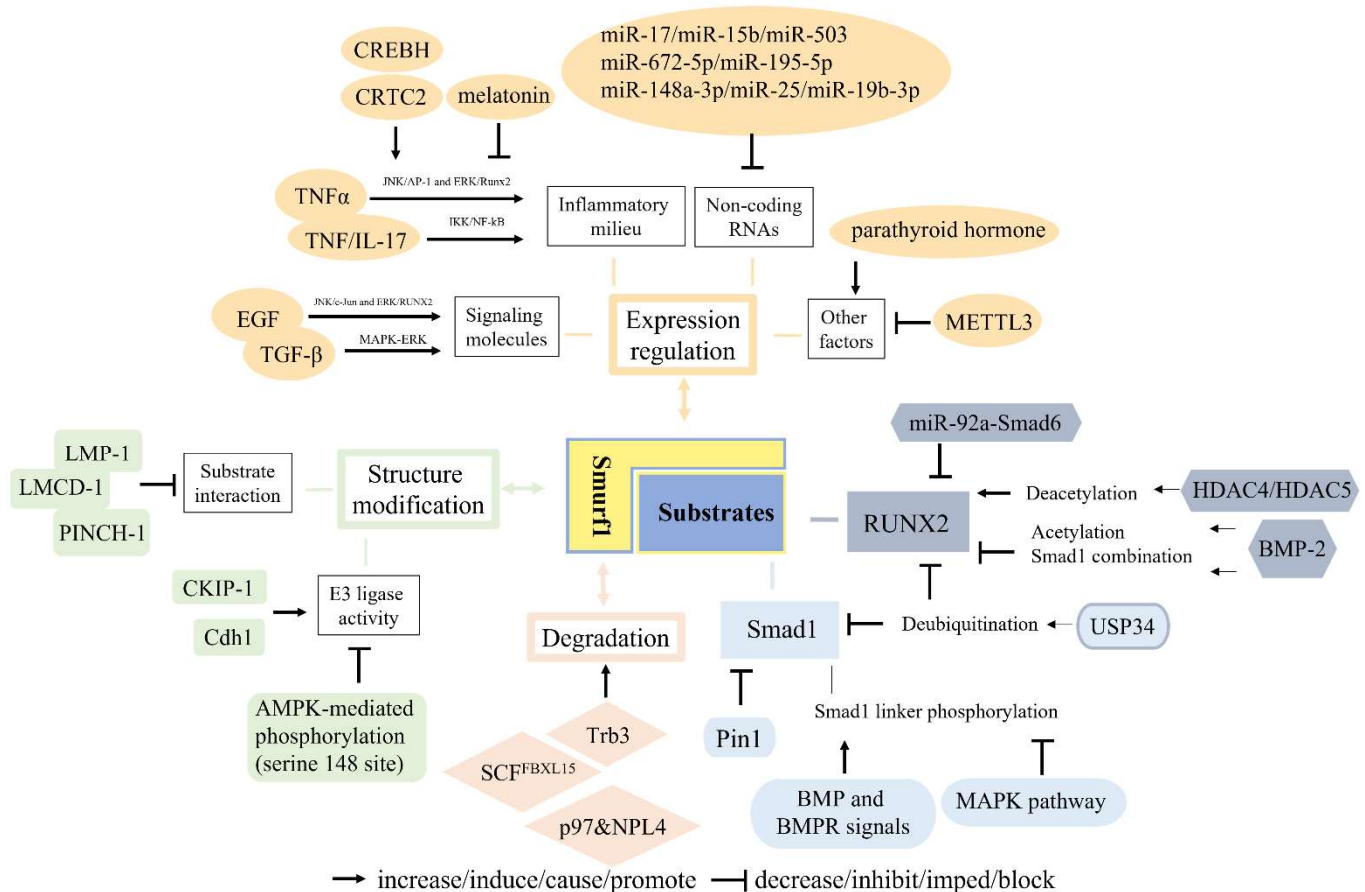 CREBH
CRTC2
melatonin
miR-17/miR-15b/miR-503
miR-672-5p/miR-195-5p
miR-148a-3p/miR-25/miR-19b-3p
TNFα
JNK/AP-1 and ERK/Runx2
TNF/IL-17
IKK/NF-kB
Inflammatory
milieu
Non-coding
RNAs
parathyroid hormone
EGF
JNK/c-Jun and ERK/RUNX2
TGF-β
MAPK-ERK
Signaling
molecules
Expression
regulation
Other
factors
METTL3
LMP-1
LMCD-1
PINCH-1
Substrate
interaction
Structure
modification
Smurf1
Substrates
miR-92a-Smad6
RUNX2
Deacetylation
HDAC4/HDAC5
Acetylation
Smad1 combination
BMP-2
CKIP-1
Cdh1
E3 ligase
activity
Degradation
Smad1
Deubiquitination
USP34
AMPK-mediated
phosphorylation
(serine 148 site)
Trb3
SCFFBXL15
p97&NPL4
Pin1
Smad1 linker phosphorylation
BMP and
BMPR signals
MAPK pathway
increase/induce/cause/promote
decrease/inhibit/imped/block